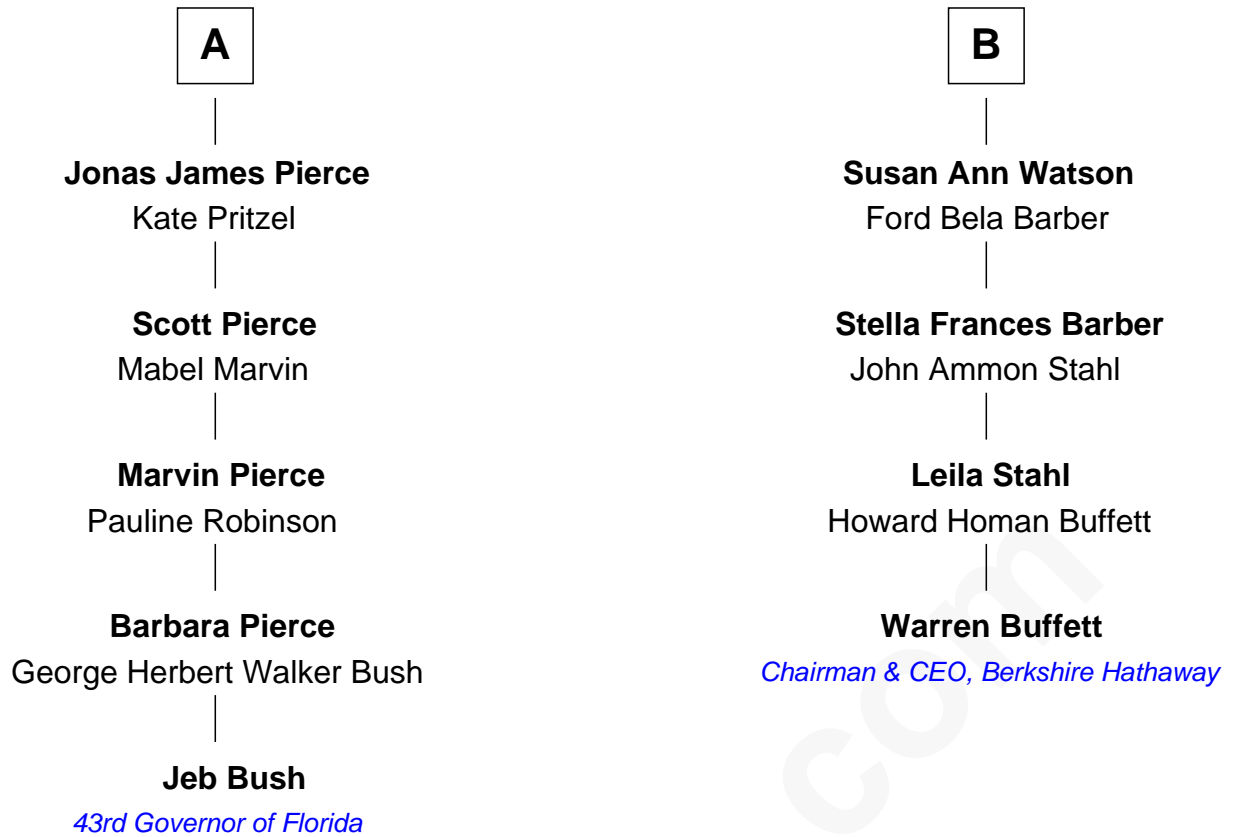 A
Jonas James Pierce
Kate Pritzel
Scott Pierce
Mabel Marvin
Marvin Pierce
Pauline Robinson
Barbara Pierce
George Herbert Walker Bush
Jeb Bush
43rd Governor of Florida
B
Susan Ann Watson
Ford Bela Barber
Stella Frances Barber
John Ammon Stahl
Leila Stahl
Howard Homan Buffett
Warren Buffett
Chairman & CEO, Berkshire Hathaway
com